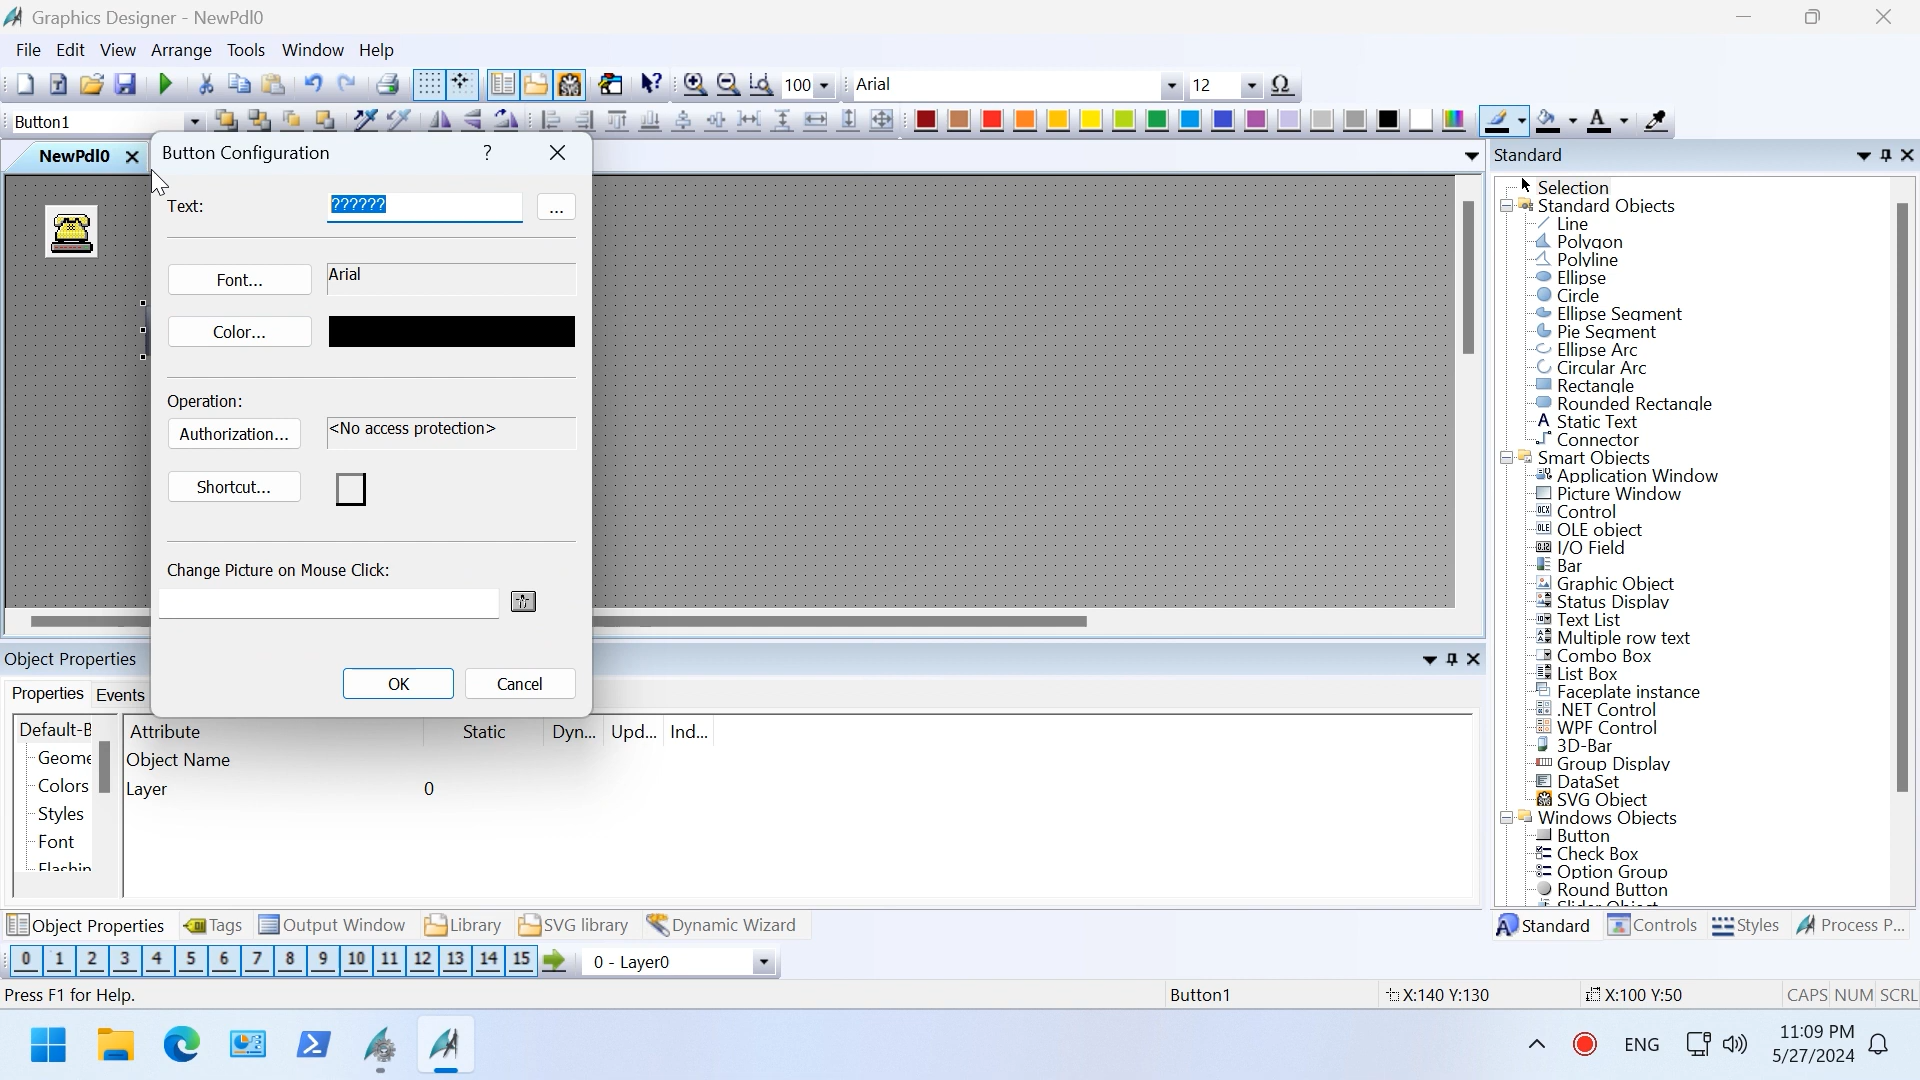 Graphics Designer - NewPdl0
File Edit View Arrange Tools Window Help
100 Arial 12 Ω
Button1
NewPdl0
Button Configuration ?
Text: ?????? ...
Font... Arial
Color...
Operation:
Authorization... <No access protection>
Shortcut...
Change Picture on Mouse Click:
OK Cancel
Standard
Selection
Standard Objects
Line
Polygon
Polyline
Ellipse
Circle
Ellipse Segment
Pie Segment
Ellipse Arc
Circular Arc
Rectangle
Rounded Rectangle
Static Text
Connector
Smart Objects
Application Window
Picture Window
Control
OLE object
I/O Field
Bar
Graphic Object
Status Display
Text List
Multiple row text
Combo Box
List Box
Faceplate instance
.NET Control
WPF Control
3D-Bar
Group Display
DataSet
SVG Object
Windows Objects
Button
Check Box
Option Group
Round Button
Object Properties
Properties Events
Default-B
Geome
Colors
Styles
Font
Attribute Static Dyn... Upd... Ind...
Object Name
Layer 0
Object Properties Tags Output Window Library SVG library Dynamic Wizard
Standard Controls Styles Process P...
0 1 2 3 4 5 6 7 8 9 10 11 12 13 14 15 0 - Layer0
Press F1 for Help. Button1 X:140 Y:130 X:100 Y:50 CAPS NUM SCRL
ENG 11:09 PM
5/27/2024